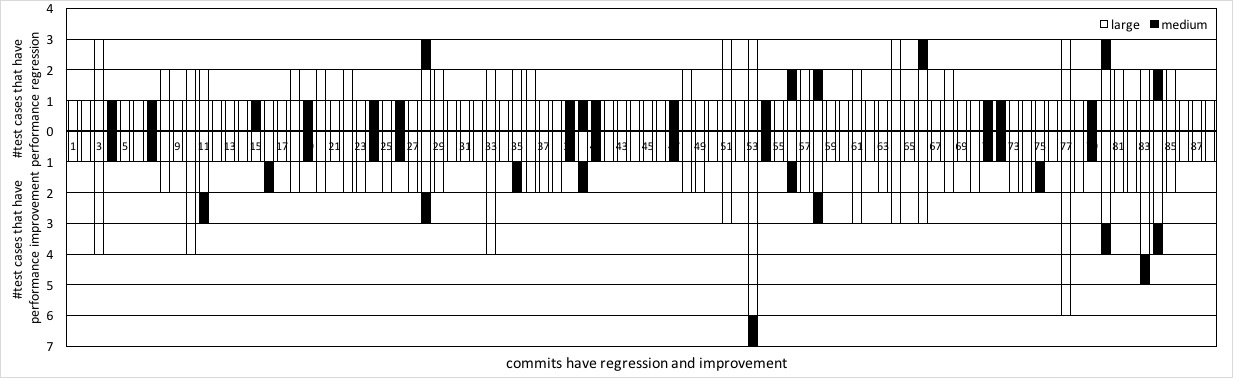 #test cases that have
performance improvement
#test cases that have
performance regression
4
3
2
1
0
1
2
3
4
5
6
7
large
medium
1 3 5 9 11 13 15 17 21 23 25 27 29 31 33 35 37 43 45 49 51 53 55 57 59 61 63 65 67 69 73 75 77 81 83 85 87
commits have regression and improvement